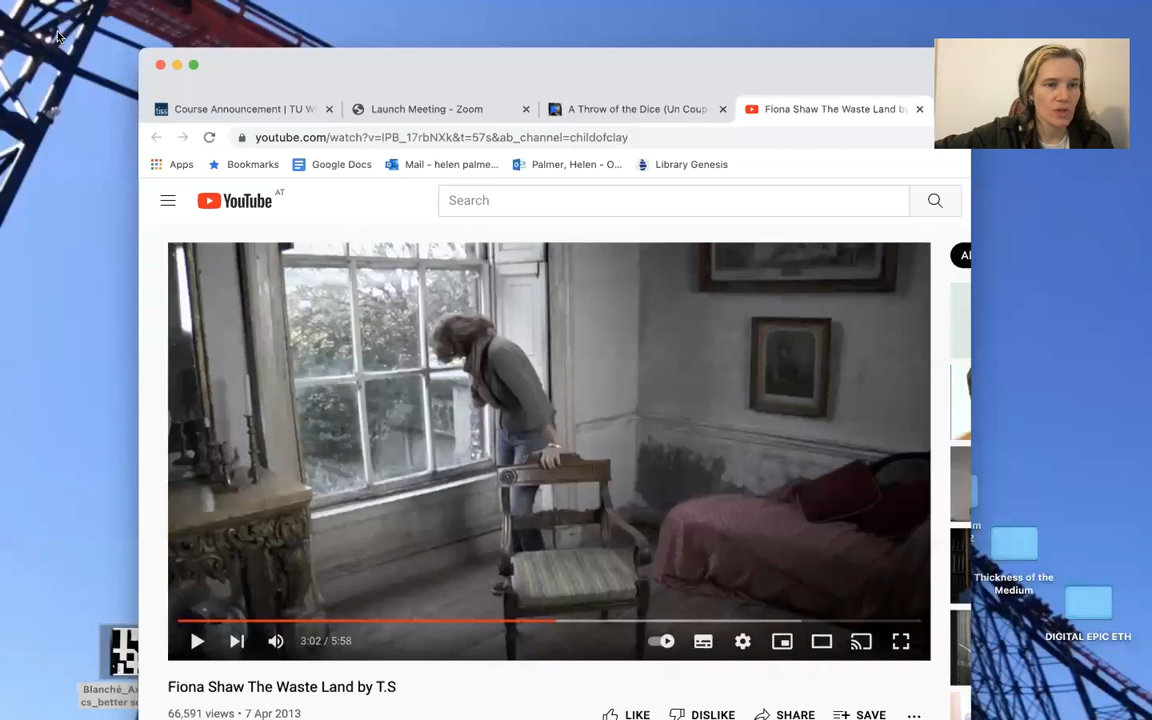 Course Announcement | TU W
Launch Meeting - Zoom
A Throw of the Dice (Un Coup
Fiona Shaw The Waste Land by
youtube.com/watch?v=lPB_17rbNXk&t=57s&ab_channel=childofclay
Apps
Bookmarks
Google Docs
Mail - helen palme...
Palmer, Helen - O...
Library Genesis
YouTube AT
Search
Al
3:02 / 5:58
Fiona Shaw The Waste Land by T.S
66,591 views • 7 Apr 2013
LIKE
DISLIKE
SHARE
SAVE
Thickness of the
Medium
DIGITAL EPIC ETH